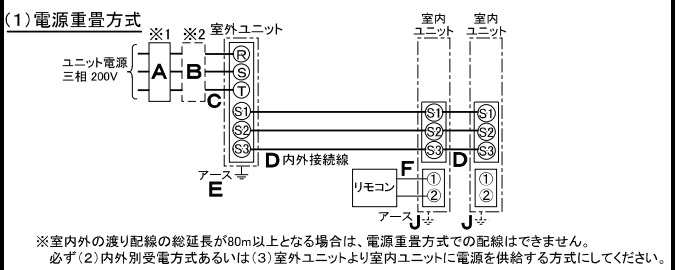 (1)電源重畳方式
※1 ※2 室外ユニット
室内
ユニット
室内
ユニット
ユニット電源
三相 200V
A
B
C
R
S
T
S1
S2
S3
S1
S2
S3
S1
S2
S3
D 内外接続線
D
アース
E
F
リモコン
①
②
①
②
アース
J
J
※室内外の渡り配線の総延長が80m以上となる場合は、電源重畳方式での配線はできません。
必ず(2)内外別受電方式あるいは(3)室外ユニットより室内ユニットに電源を供給する方式にしてください。